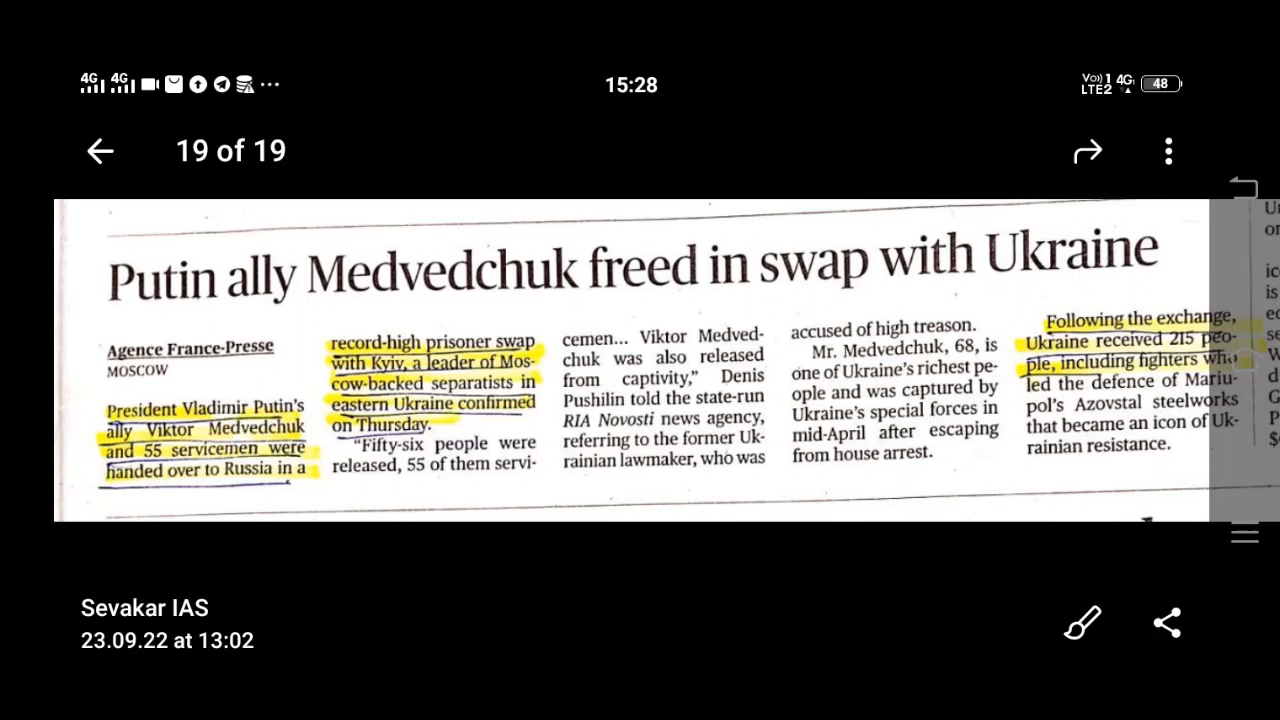 4G 4G ...
15:28
Vo) 1 4G
LTE2
48
19 of 19
Putin ally Medvedchuk freed in swap with Ukraine
Agence France-Presse
MOSCOW
President Vladimir Putin's
ally Viktor Medvedchuk
and 55 servicemen were
handed over to Russia in a
record-high prisoner swap
with Kyiv, a leader of Mos-
cow-backed separatists in
eastern Ukraine confirmed
on Thursday.
"Fifty-six people were
released, 55 of them servi-
cemen... Viktor Medved-
chuk was also released
from captivity," Denis
Pushilin told the state-run
RIA Novosti news agency,
referring to the former Uk-
rainian lawmaker, who was
accused of high treason.
Mr. Medvedchuk, 68, is
one of Ukraine's richest pe-
ople and was captured by
Ukraine's special forces in
mid-April after escaping
from house arrest.
Following the exchange,
Ukraine received 215 peo-
ple, including fighters who
led the defence of Mariu-
pol's Azovstal steelworks
that became an icon of Uk-
rainian resistance.
Sevakar IAS
23.09.22 at 13:02